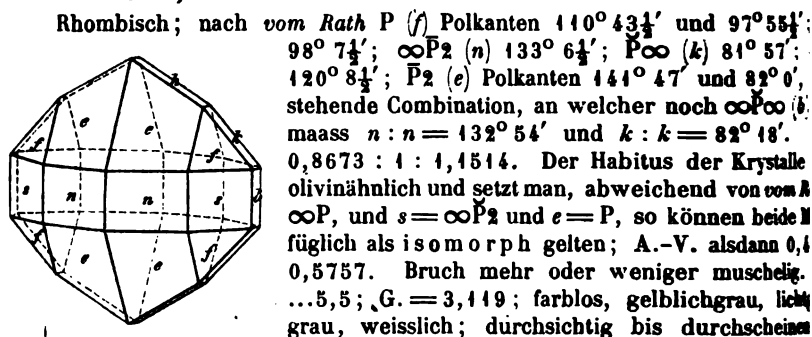 Rhombisch; nach vom Rath P (f) Polkanten 110° 43½′ und 97° 55½′;
98° 7½′; ∞P̄2 (n) 133° 6½′; P̆∞ (k) 81° 57′;
120° 8½′; P̄2 (e) Polkanten 141° 47′ und 82° 0′,
stehende Combination, an welcher noch ∞P̆∞
maass n : n = 132° 54′ und k : k = 82° 18′.
0,8673 : 1 : 1,1514. Der Habitus der Krystalle
olivinähnlich und setzt man, abweichend von vom
∞P, und s = ∞P̆2 und e = P, so können beide
füglich als isomorph gelten; A.-V. alsdann
0,5757. Bruch mehr oder weniger muschelig.
...5,5; G. = 3,119; farblos, gelblichgrau, licht
grau, weisslich; durchsichtig bis durchscheinend
h
k
e
e
f
f
s
n
n
s
b
f
e
e
f